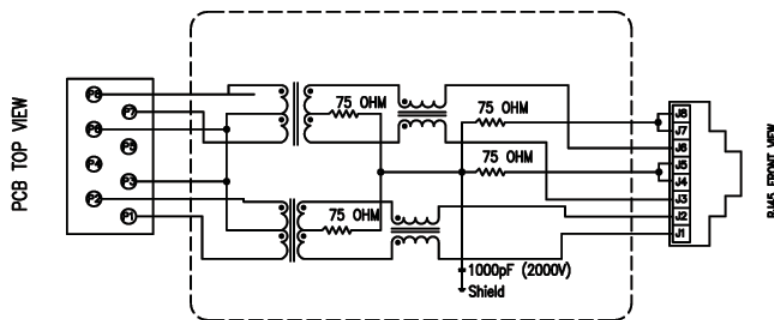 PCB TOP VIEW
P8
P7
P6
P5
P4
P3
P2
P1
75 OHM
75 OHM
75 OHM
75 OHM
1000pF (2000V)
Shield
J8
J7
J6
J5
J4
J3
J2
J1
RJ45 FRONT VIEW